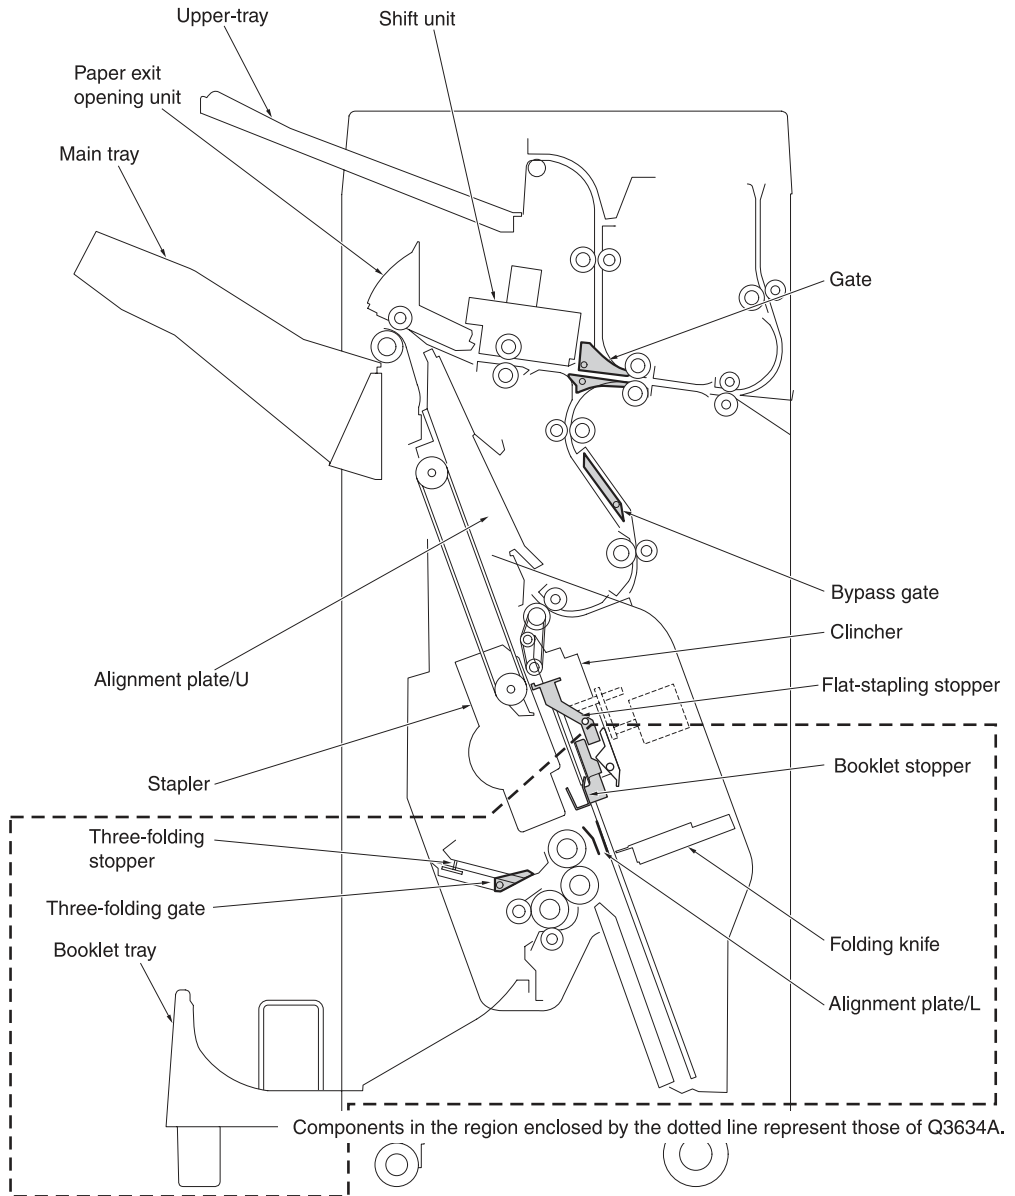 Upper-tray
Shift unit
Paper exit
opening unit
Main tray
Gate
Bypass gate
Clincher
Alignment plate/U
Flat-stapling stopper
Booklet stopper
Stapler
Three-folding
stopper
Three-folding gate
Folding knife
Booklet tray
Alignment plate/L
Components in the region enclosed by the dotted line represent those of Q3634A.